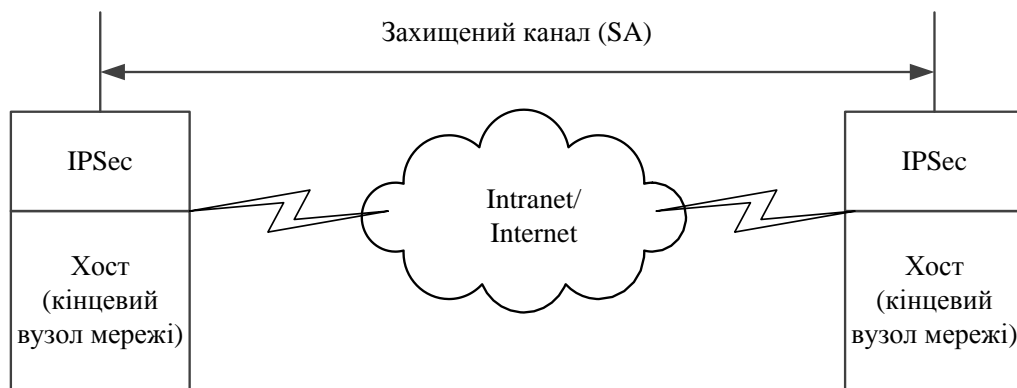 Захищений канал (SA)
IPSec
IPSec
Intranet/
Internet
Хост
(кінцевий
вузол мережі)
Хост
(кінцевий
вузол мережі)